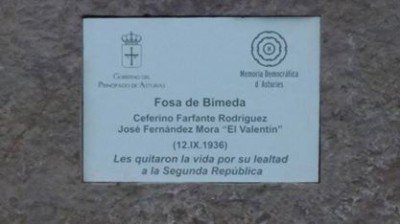 GOBIERNO DEL
PRINCIPADO DE ASTURIAS
Memoria Democrática
d'Asturies
Fosa de Bimeda
Ceferino Farfante Rodríguez
José Fernández Mora "El Valentín"
(12.IX.1936)
Les quitaron la vida por su lealtad
a la Segunda República